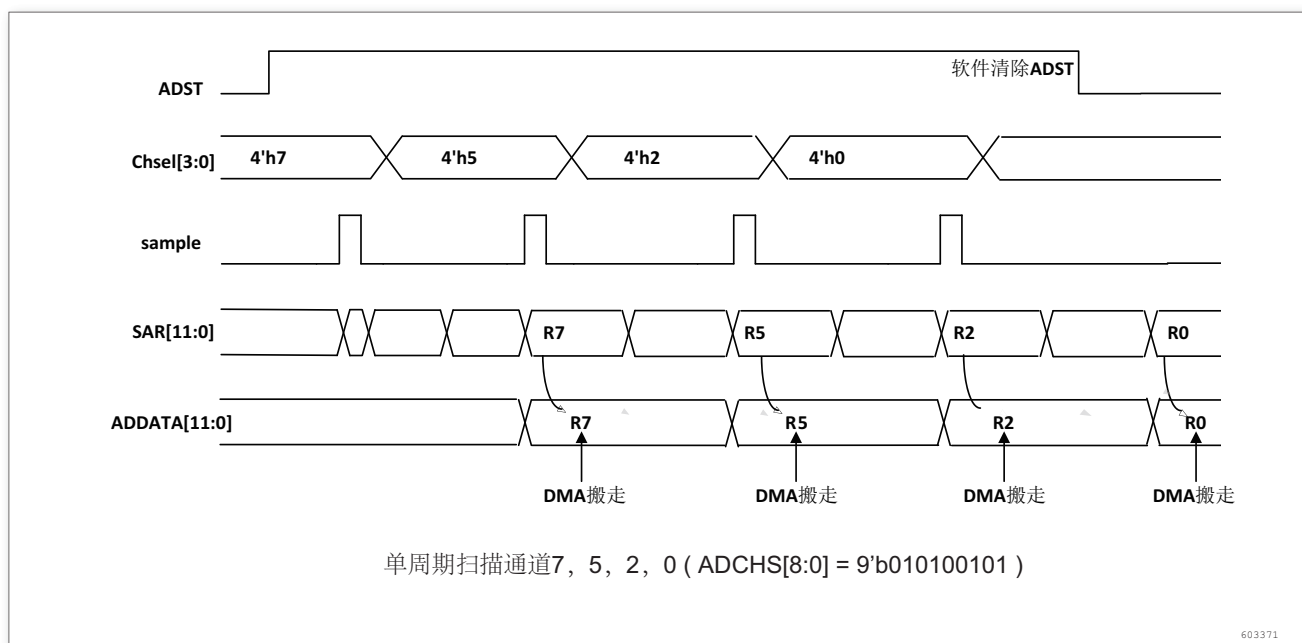 软件清除ADST
ADST
Chsel[3:0] 4'h7 4'h5 4'h2 4'h0
sample
SAR[11:0] R7 R5 R2 R0
ADDATA[11:0] R7 R5 R2 R0
DMA搬走 DMA搬走 DMA搬走 DMA搬走
单周期扫描通道7，5，2，0 ( ADCHS[8:0] = 9’b010100101 )
603371